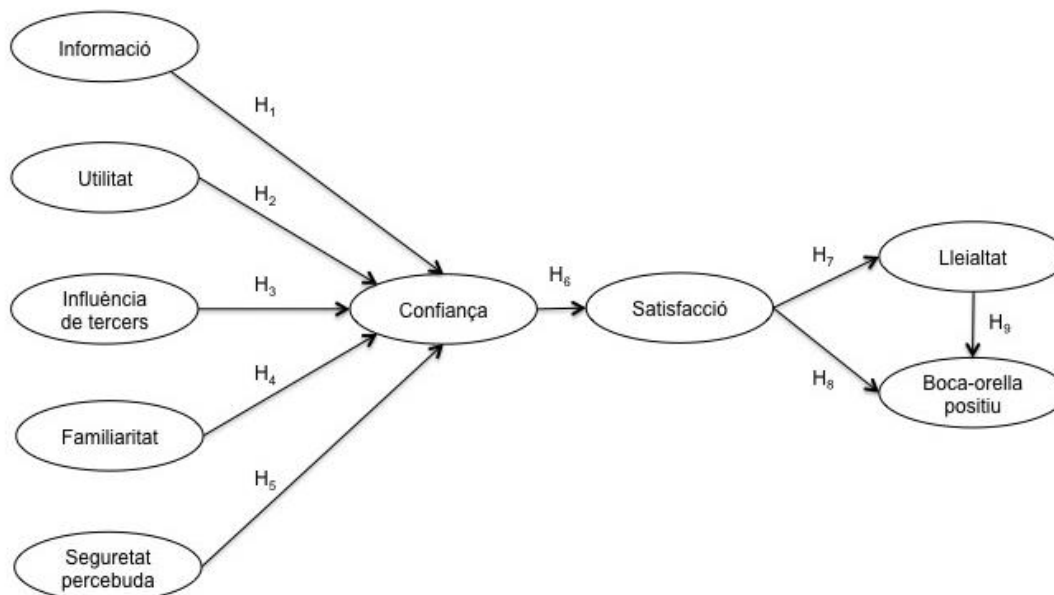 Informació
H1
Utilitat
H2
Influència
de tercers
H3
Confiança
H6
Satisfacció
H7
Lleialtat
H9
H8
Boca-orella
positiu
Familiaritat
H4
H5
Seguretat
percebuda